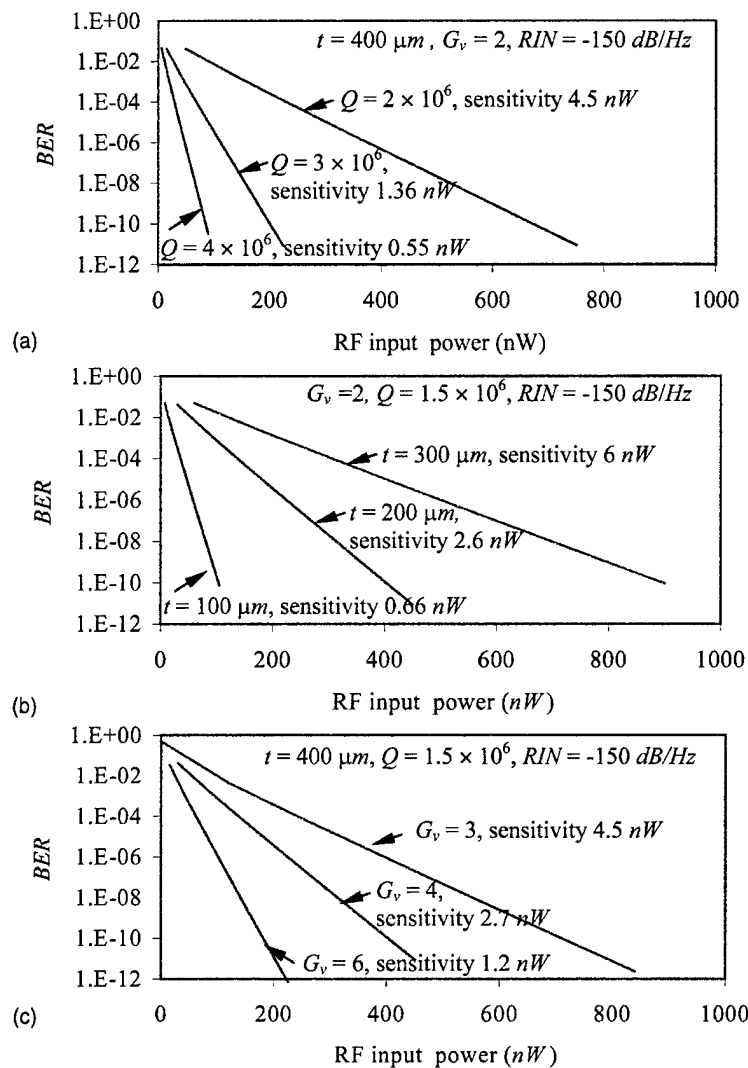 1.E+00
1.E-02
1.E-04
1.E-06
1.E-08
1.E-10
1.E-12
BER
t = 400 μm , Gv = 2, RIN = -150 dB/Hz
Q = 2 × 10^6, sensitivity 4.5 nW
Q = 3 × 10^6,
sensitivity 1.36 nW
Q = 4 × 10^6, sensitivity 0.55 nW
0 200 400 600 800 1000
(a)
RF input power (nW)
1.E+00
1.E-02
1.E-04
1.E-06
1.E-08
1.E-10
1.E-12
BER
Gv =2, Q = 1.5 × 10^6, RIN = -150 dB/Hz
t = 300 μm, sensitivity 6 nW
t = 200 μm,
sensitivity 2.6 nW
t = 100 μm, sensitivity 0.66 nW
0 200 400 600 800 1000
(b)
RF input power (nW)
1.E+00
1.E-02
1.E-04
1.E-06
1.E-08
1.E-10
1.E-12
BER
t = 400 μm, Q = 1.5 × 10^6, RIN = -150 dB/Hz
Gv = 3, sensitivity 4.5 nW
Gv = 4,
sensitivity 2.7 nW
Gv = 6, sensitivity 1.2 nW
0 200 400 600 800 1000
(c)
RF input power (nW)